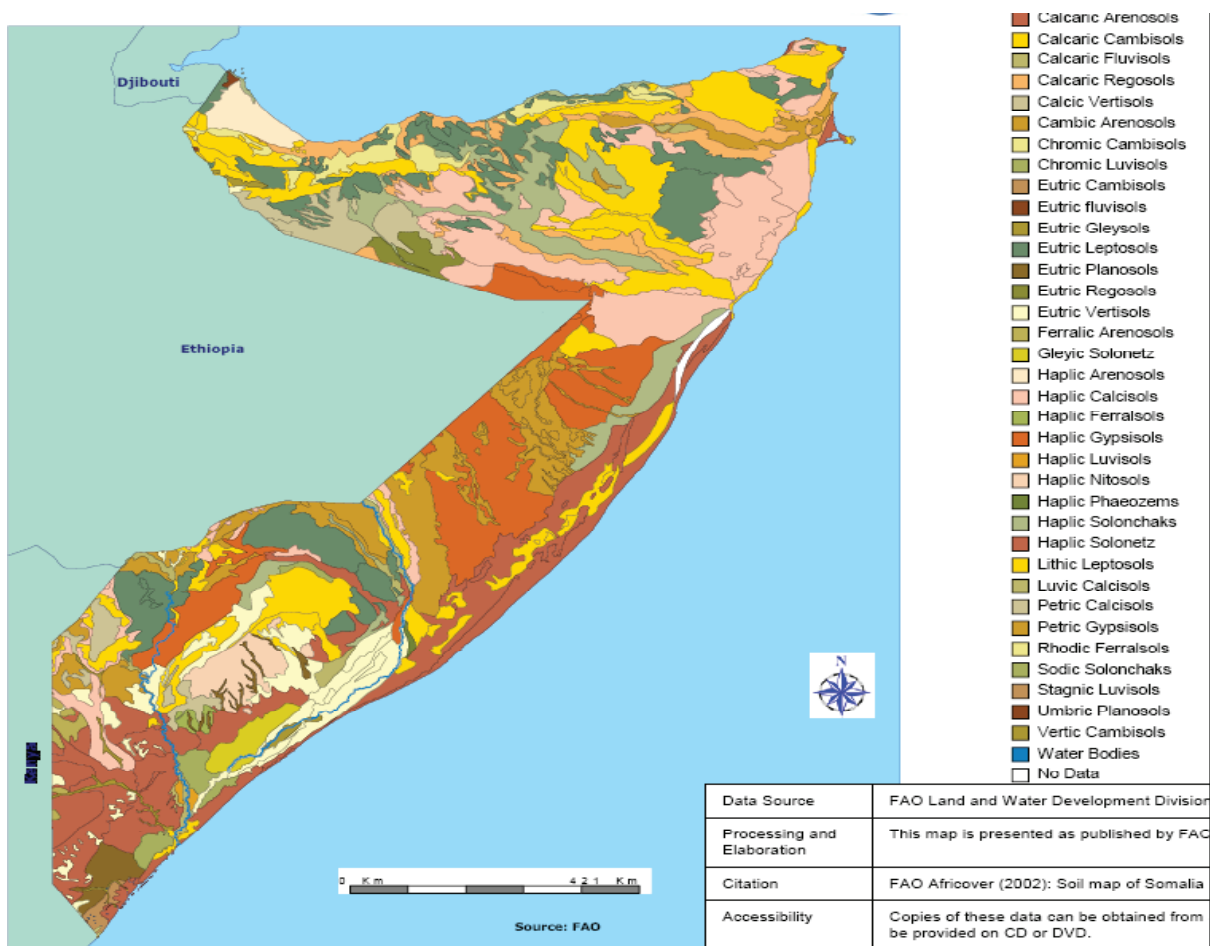 Djibouti
Ethiopia
Kenya
N
0 Km 421 Km
Source: FAO
Calcaric Arenosols
Calcaric Cambisols
Calcaric Fluvisols
Calcaric Regosols
Calcic Vertisols
Cambic Arenosols
Chromic Cambisols
Chromic Luvisols
Eutric Cambisols
Eutric fluvisols
Eutric Gleysols
Eutric Leptosols
Eutric Planosols
Eutric Regosols
Eutric Vertisols
Ferralic Arenosols
Gleyic Solonetz
Haplic Arenosols
Haplic Calcisols
Haplic Ferralsols
Haplic Gypsisols
Haplic Luvisols
Haplic Nitosols
Haplic Phaeozems
Haplic Solonchaks
Haplic Solonetz
Lithic Leptosols
Luvic Calcisols
Petric Calcisols
Petric Gypsisols
Rhodic Ferralsols
Sodic Solonchaks
Stagnic Luvisols
Umbric Planosols
Vertic Cambisols
Water Bodies
No Data
Data Source FAO Land and Water Development Division
Processing and Elaboration This map is presented as published by FAO
Citation FAO Africover (2002): Soil map of Somalia
Accessibility Copies of these data can be obtained from
be provided on CD or DVD.